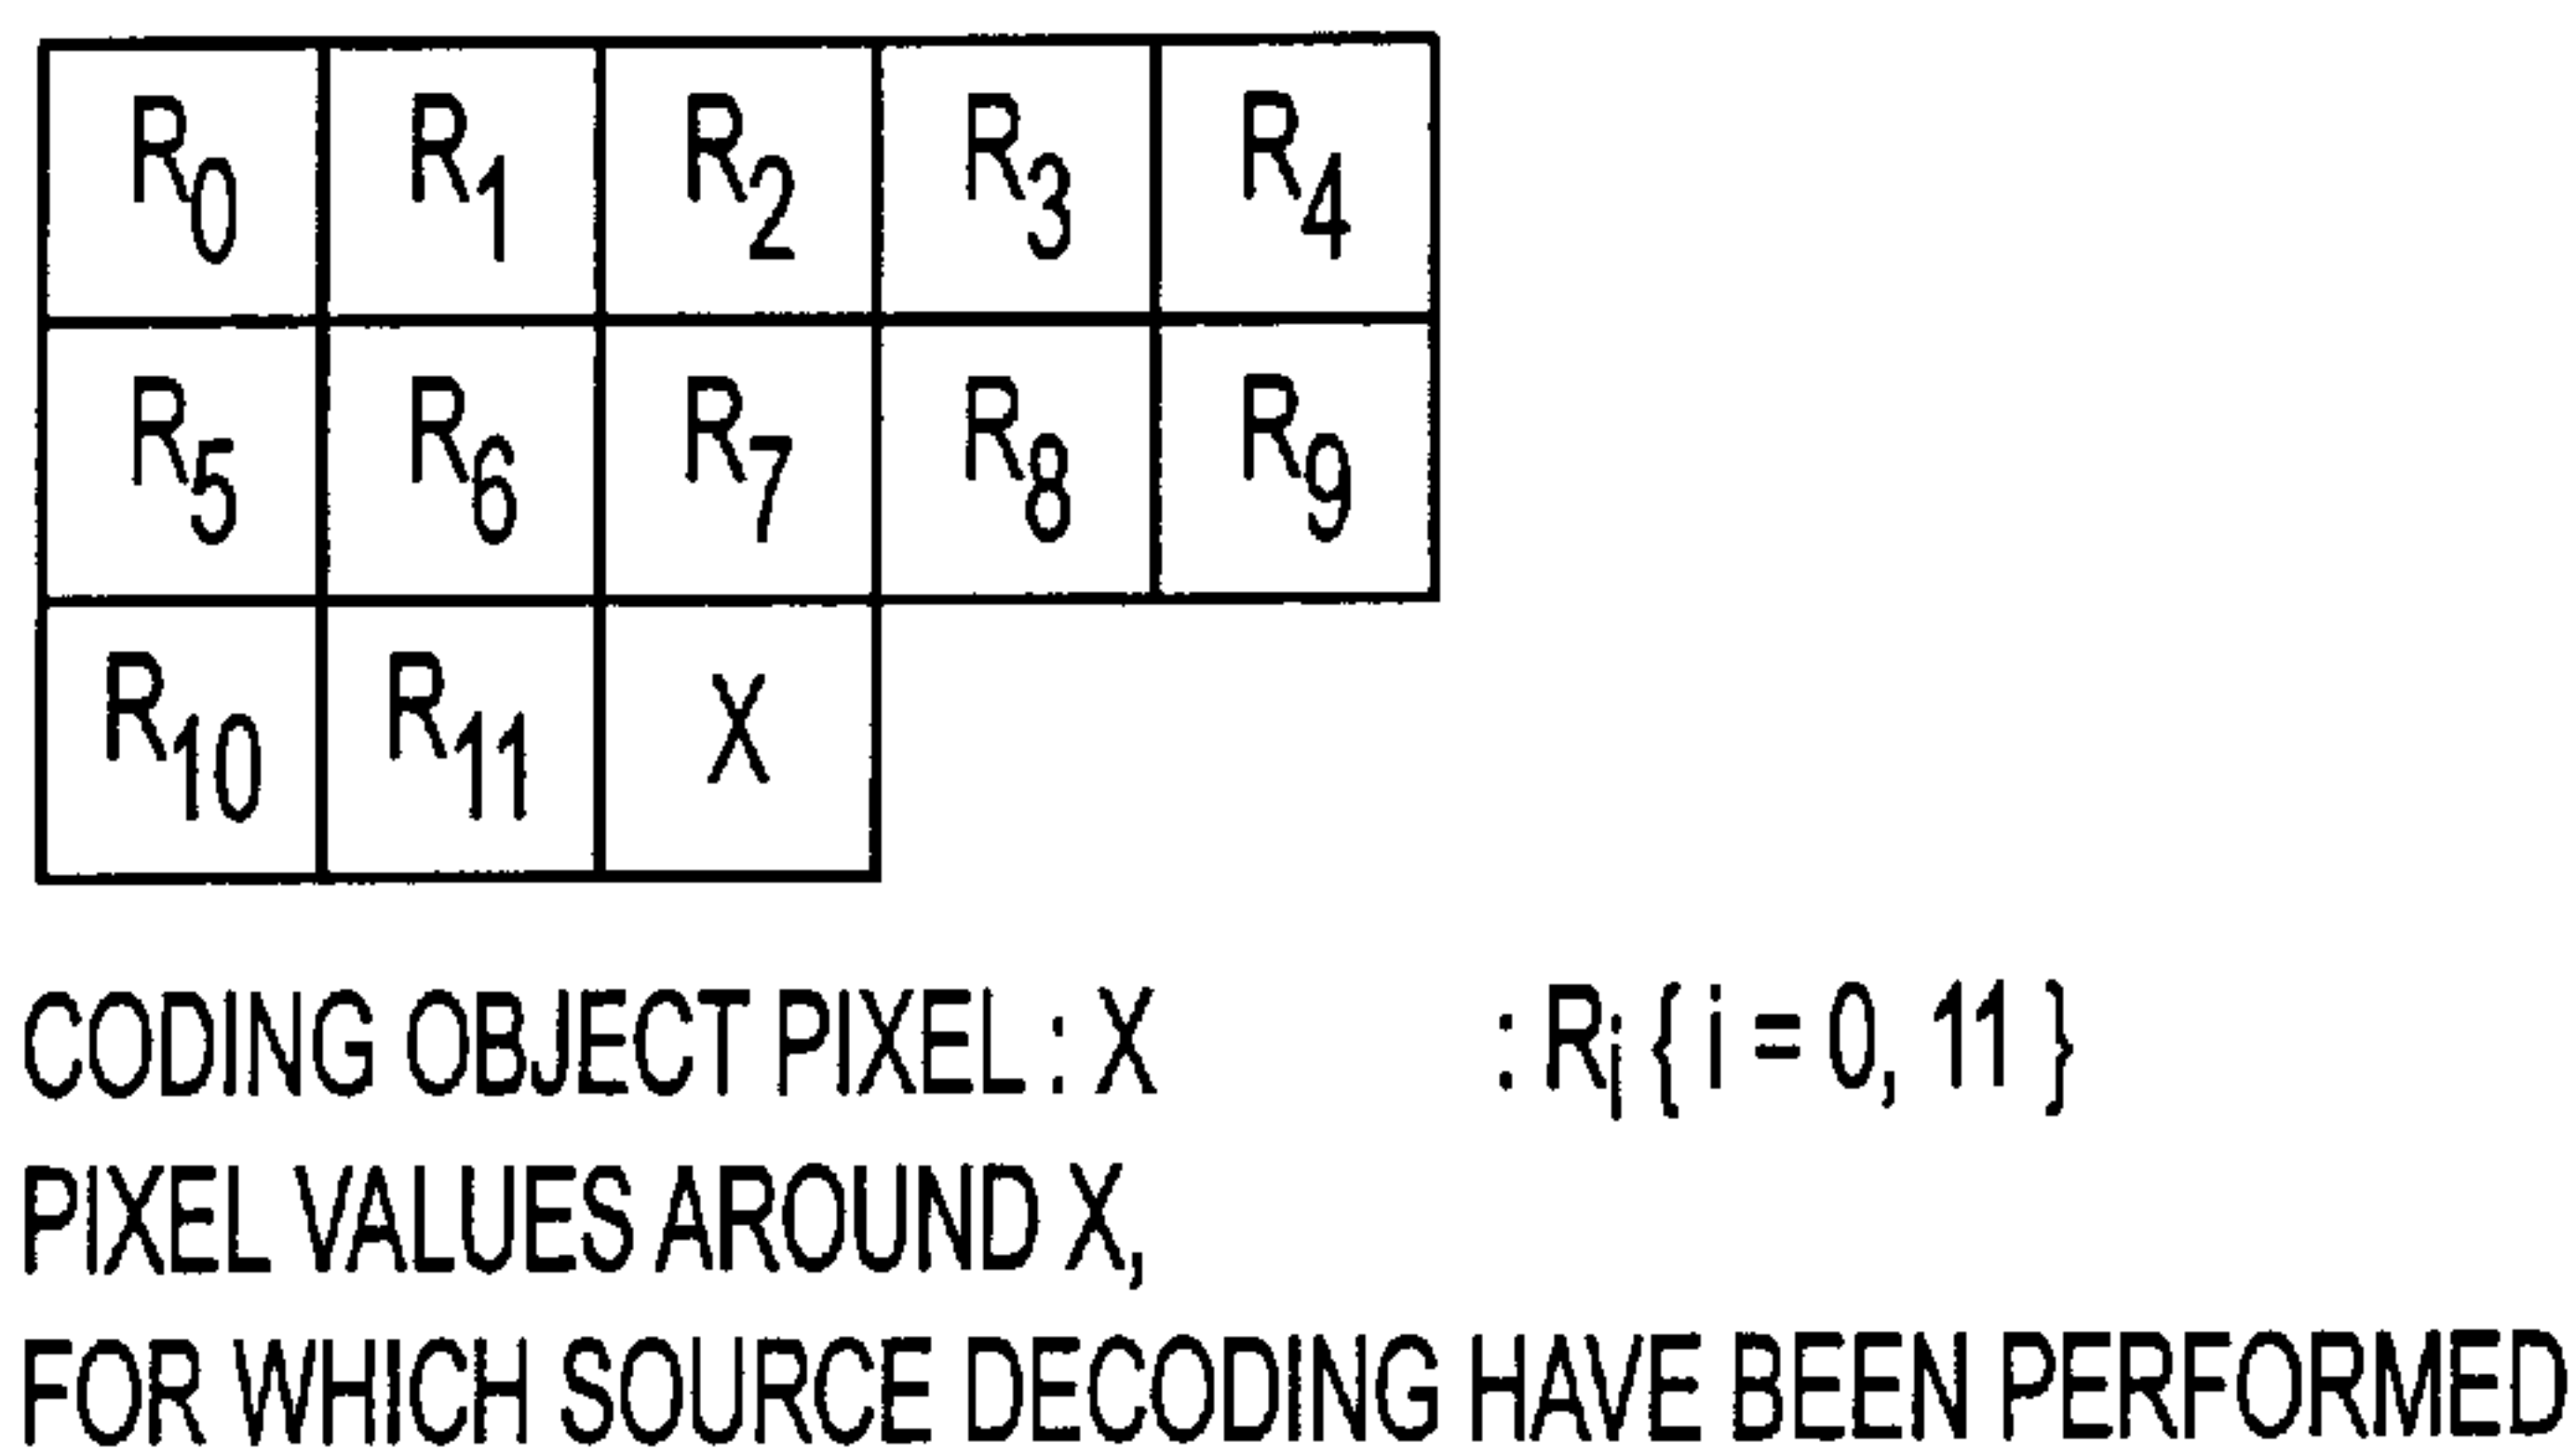 R0 R1 R2 R3 R4
R5 R6 R7 R8 R9
R10 R11 X
CODING OBJECT PIXEL : X : Ri { i = 0, 11 }
PIXEL VALUES AROUND X,
FOR WHICH SOURCE DECODING HAVE BEEN PERFORMED